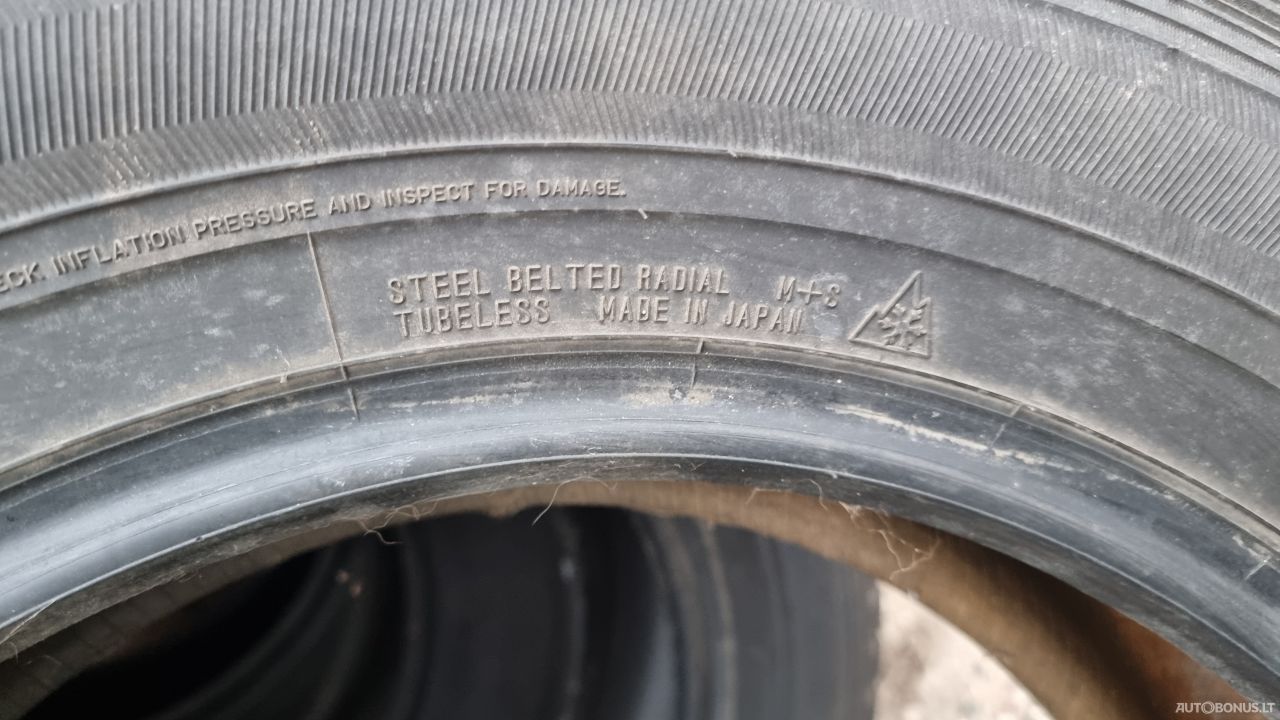 ECK INFLATION PRESSURE AND INSPECT FOR DAMAGE.
STEEL BELTED RADIAL M+S
TUBELESS MADE IN JAPAN
AUTOBONUS.LT